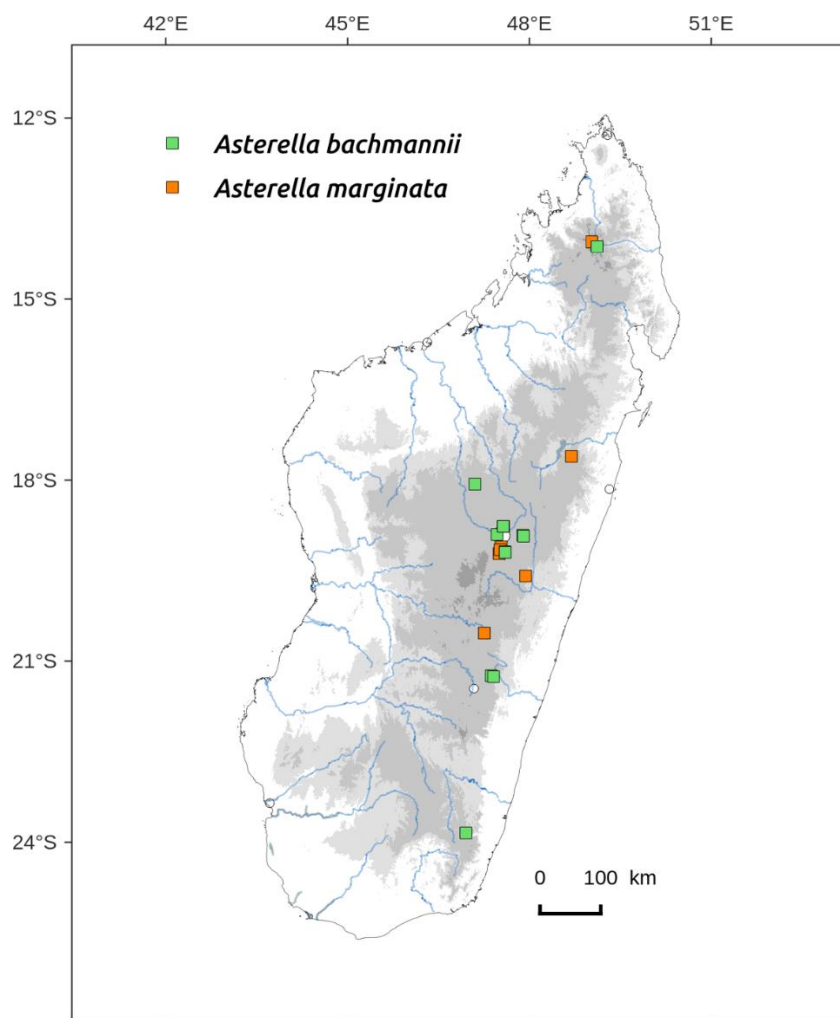 42°E 45°E 48°E 51°E
12°S
Asterella bachmannii
Asterella marginata
15°S
18°S
21°S
24°S
0 100 km